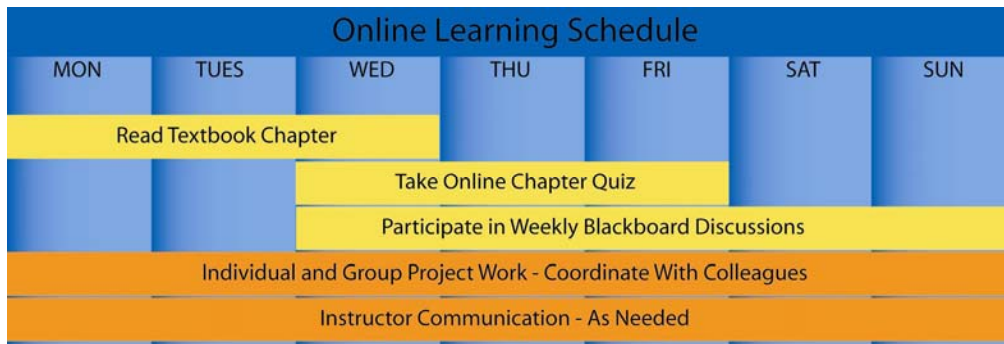 Online Learning Schedule
MON TUES WED THU FRI SAT SUN
Read Textbook Chapter
Take Online Chapter Quiz
Participate in Weekly Blackboard Discussions
Individual and Group Project Work - Coordinate With Colleagues
Instructor Communication - As Needed